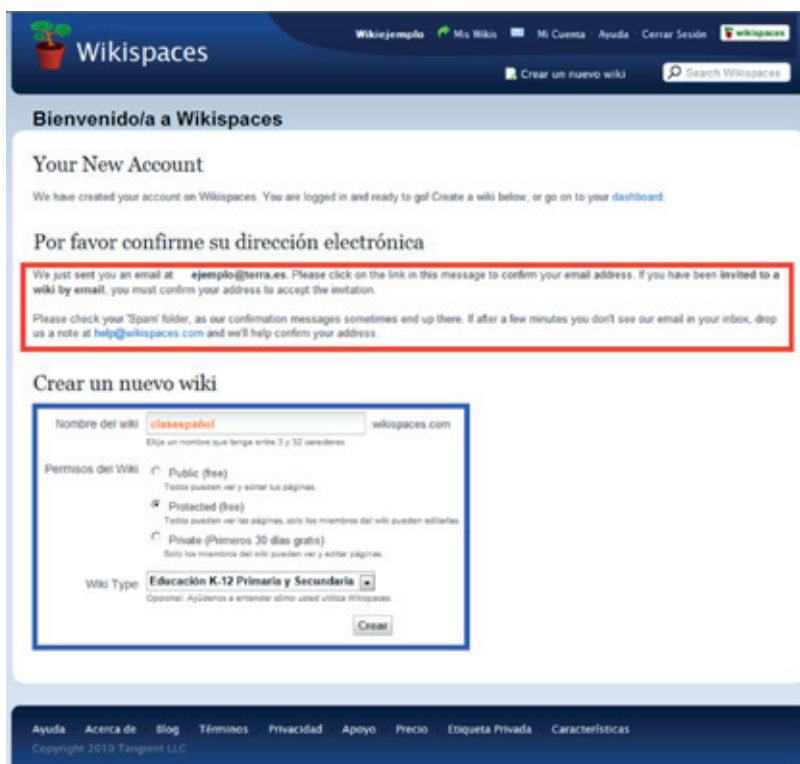 Wikispaces
Wikiejemplo Mis Wikis Mi Cuenta Ayuda Cerrar Sesión wikispaces
Crear un nuevo wiki Search Wikispaces
Bienvenido/a a Wikispaces
Your New Account
We have created your account on Wikispaces. You are logged in and ready to go! Create a wiki below, or go on to your dashboard.
Por favor confirme su dirección electrónica
We just sent you an email at ejemplo@terra.es. Please click on the link in this message to confirm your email address. If you have been invited to a
wiki by email, you must confirm your address to accept the invitation.
Please check your 'Spam' folder, as our confirmation messages sometimes end up there. If after a few minutes you don't see our email in your inbox, drop
us a note at help@wikispaces.com and we'll help confirm your address.
Crear un nuevo wiki
Nombre del wiki clasespañol .wikispaces.com
Elija un nombre que tenga entre 3 y 32 caracteres
Permisos del Wiki Public (free)
Todos pueden ver y editar tus páginas.
Protected (free)
Todos pueden ver las páginas, solo los miembros del wiki pueden editarlas.
Private (Primeros 30 días gratis)
Solo los miembros del wiki pueden ver y editar páginas.
Wiki Type Educación K-12 Primaria y Secundaria
Opcional. Ayúdenos a entender cómo usted utiliza Wikispaces.
Crear
Ayuda Acerca de Blog Términos Privacidad Apoyo Precio Etiqueta Privada Características
Copyright 2010 Tangient LLC